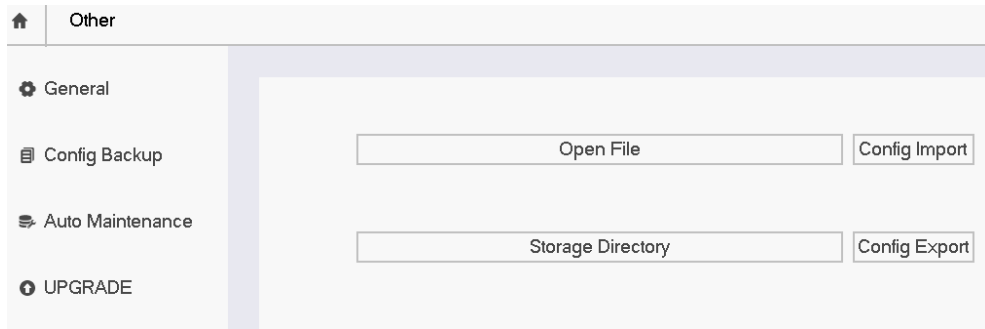 Other
General
Config Backup
Auto Maintenance
UPGRADE
Open File
Config Import
Storage Directory
Config Export